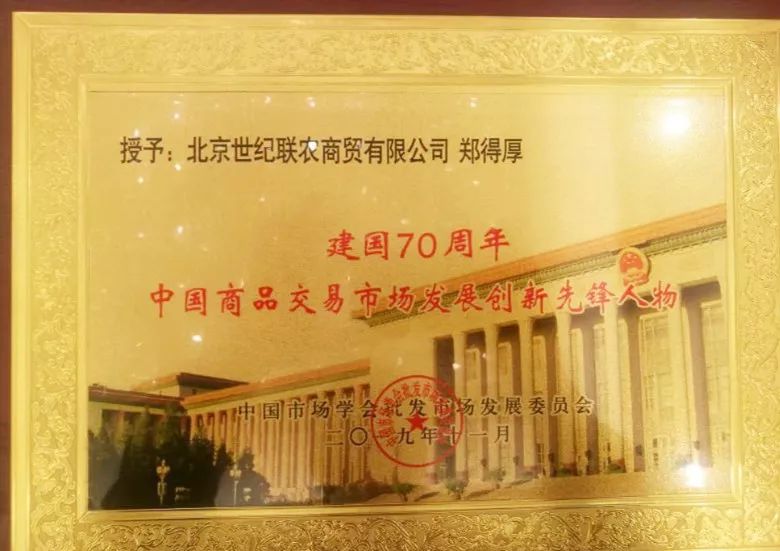 授予：北京世纪联农商贸有限公司 郑得厚
建国70周年
中国商品交易市场发展创新先锋人物
中国市场学会批发市场发展委员会
二〇一九年十一月